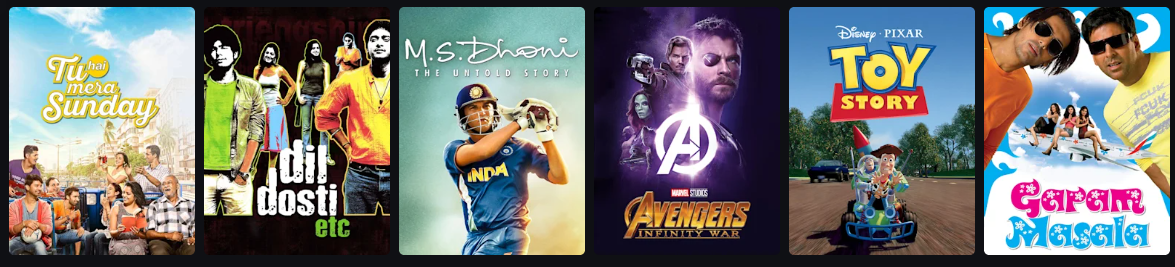 Tu hai
mera
Sunday
dil
dosti
etc
M.S.Dhoni
THE UNTOLD STORY
INDIA
MARVEL STUDIOS
AVENGERS
INFINITY WAR
DISNEY · PIXAR
TOY
STORY
FCUK
Garam
Masala